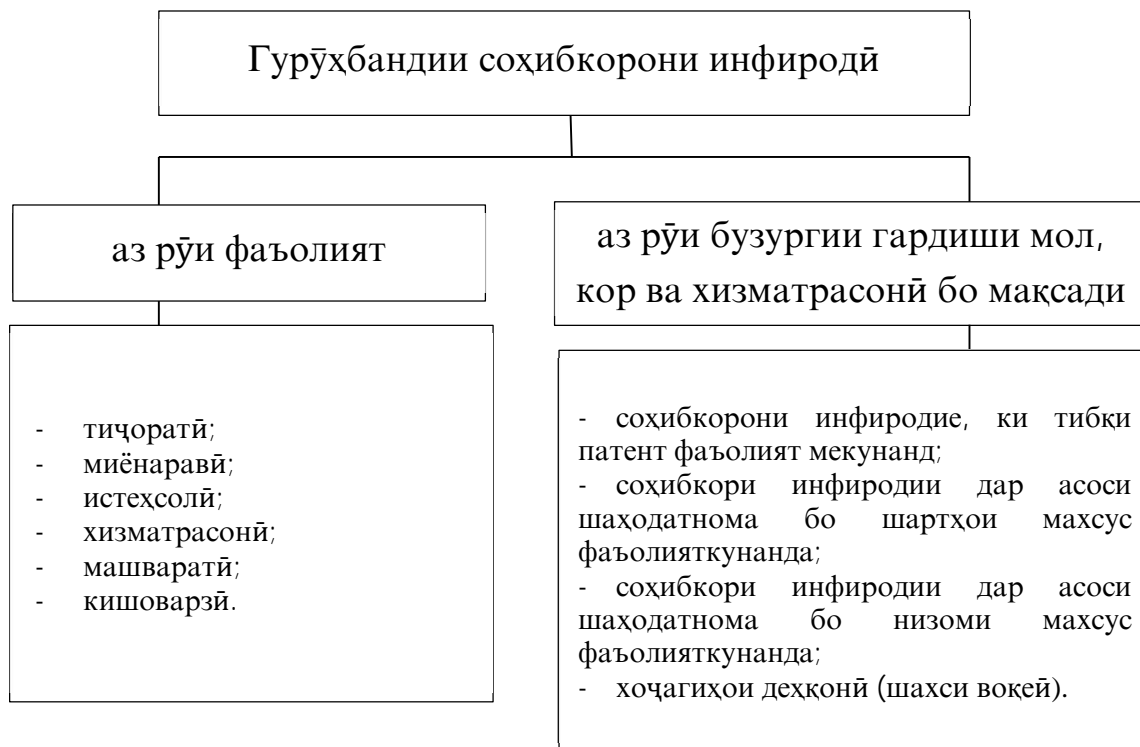 Гурӯҳбандии соҳибкорони инфиродӣ
аз рӯи фаъолият
- тиҷоратӣ;
- миёнаравӣ;
- истеҳсолӣ;
- хизматрасонӣ;
- машваратӣ;
- кишоварзӣ.
аз рӯи бузургии гардиши мол,
кор ва хизматрасонӣ бо мақсади
- соҳибкорони инфиродие, ки тибқи
патент фаъолият мекунанд;
- соҳибкори инфиродии дар асоси
шаҳодатнома бо шартҳои махсус
фаъолияткунанда;
- соҳибкори инфиродии дар асоси
шаҳодатнома бо низоми махсус
фаъолияткунанда;
- хоҷагиҳои деҳқонӣ (шахси воқеӣ).